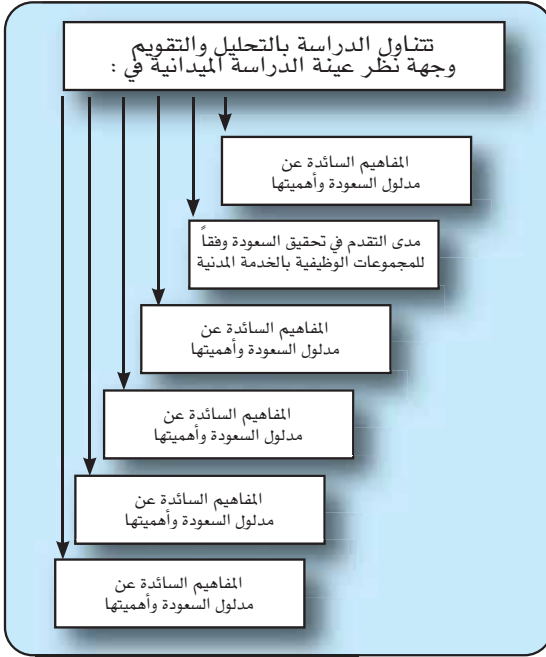 تتناول الدراسة بالتحليل والتقويم
وجهة نظر عينة الدراسة الميدانية في :
المفاهيم السائدة عن
مدلول السعودة وأهميتها
مدى التقدم في تحقيق السعودة وفقاً
للمجموعات الوظيفية بالخدمة المدنية
المفاهيم السائدة عن
مدلول السعودة وأهميتها
المفاهيم السائدة عن
مدلول السعودة وأهميتها
المفاهيم السائدة عن
مدلول السعودة وأهميتها
المفاهيم السائدة عن
مدلول السعودة وأهميتها